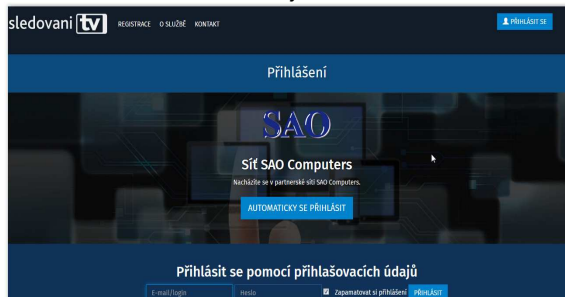 sledovani tv REGISTRACE O SLUŽBĚ KONTAKT PŘIHLÁSIT SE
Přihlášení
SAO
Síť SAO Computers
Nacházíte se v partnerské síti SAO Computers.
AUTOMATICKY SE PŘIHLÁSIT
Přihlásit se pomocí přihlašovacích údajů
E-mail/login Heslo Zapamatovat si přihlášení PŘIHLÁSIT